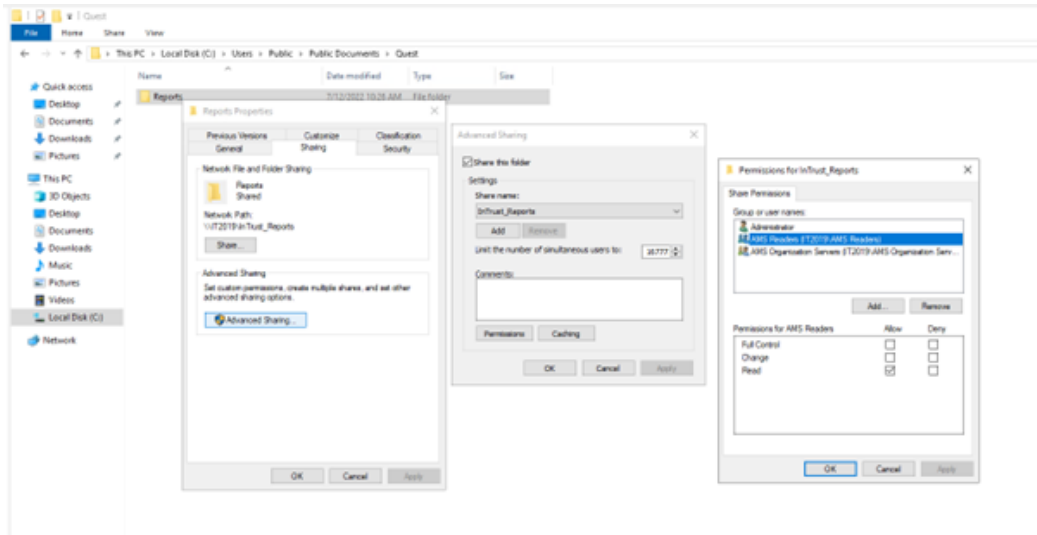 Quest
File Home Share View
This PC > Local Disk (C:) > Users > Public > Public Documents > Quest
Name Date modified Type Size
Quick access
Desktop
Documents
Downloads
Pictures
This PC
3D Objects
Desktop
Documents
Downloads
Music
Pictures
Videos
Local Disk (C:)
Network
Reports 7/12/2022 10:26 AM File folder
Reports Properties
Previous Versions Customize Classification
General Sharing Security
Network File and Folder Sharing
Reports
Shared
Network Path:
\\IT2019\InTrust_Reports
Share...
Advanced Sharing
Set custom permissions, create multiple shares, and set other
advanced sharing options.
Advanced Sharing...
OK Cancel Apply
Advanced Sharing
Share this folder
Settings
Share name:
InTrust_Reports
Add Remove
Limit the number of simultaneous users to: 16777
Comments:
Permissions Caching
OK Cancel Apply
Permissions for InTrust_Reports
Share Permissions
Group or user names:
Administrator
AMS Readers (IT2019\AMS Readers)
AMS Organization Servers (IT2019\AMS Organization Serv...
Add... Remove
Permissions for AMS Readers Allow Deny
Full Control
Change
Read
OK Cancel Apply